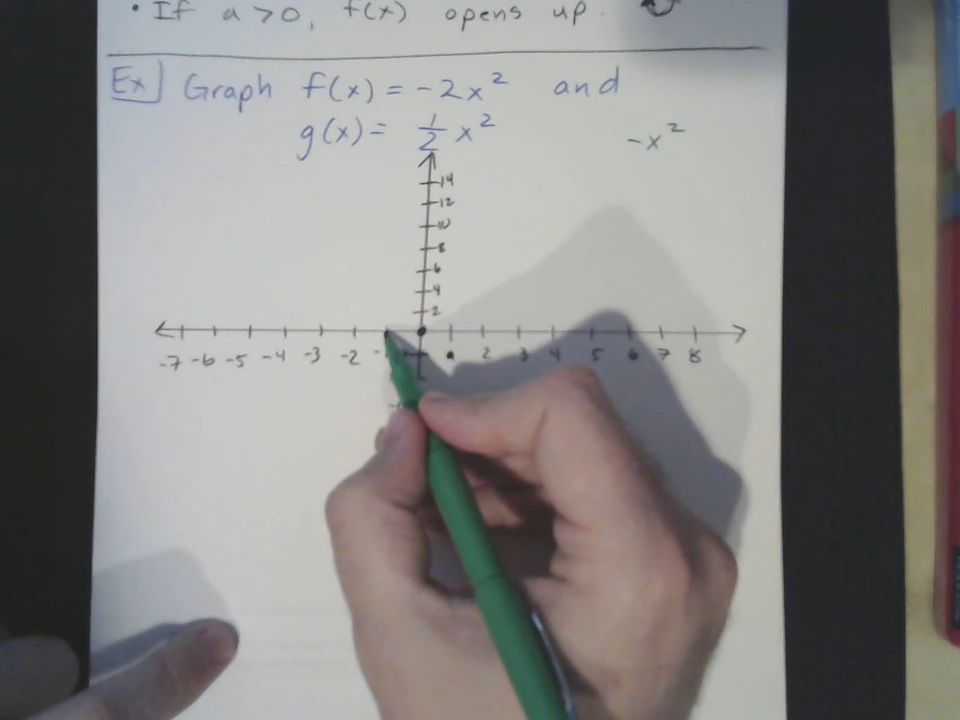 • If a > 0, f(x) opens up.
Ex Graph f(x) = -2x² and
g(x) = 1/2 x²
-x²
14
12
10
8
6
4
2
-7 -6 -5 -4 -3 -2 2 3 4 5 6 7 8